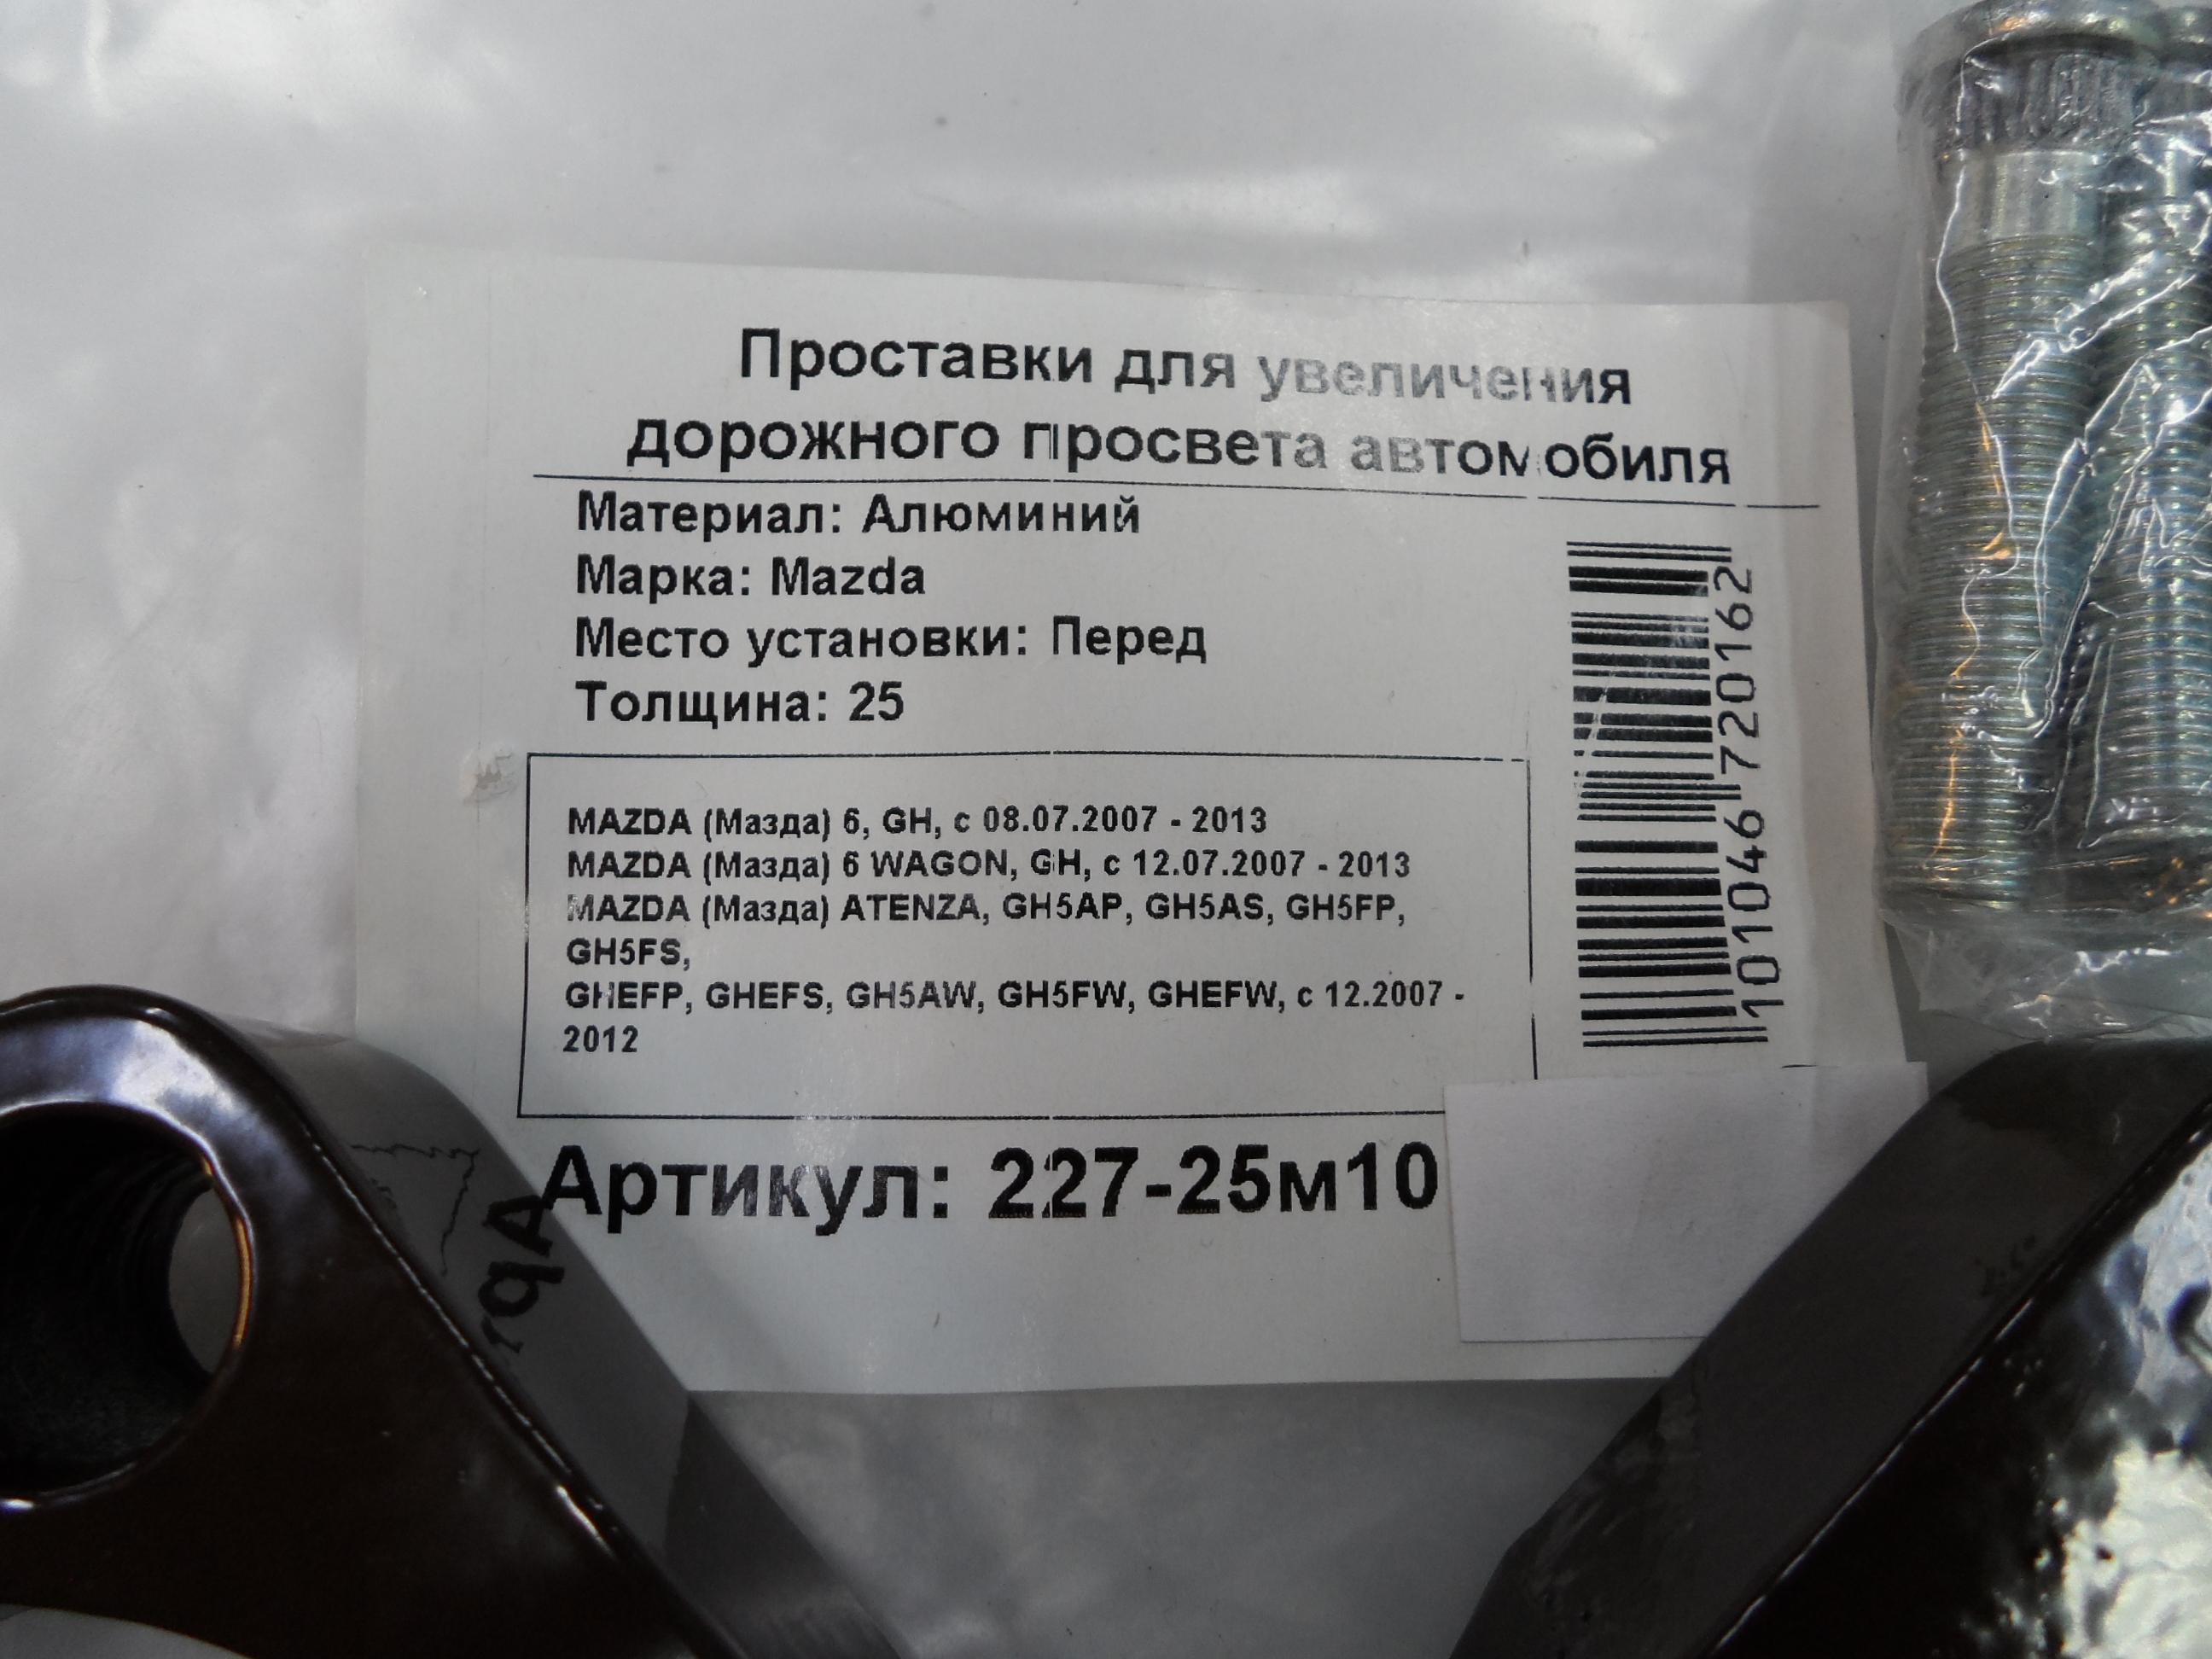 Проставки для увеличения
дорожного просвета автомобиля
Материал: Алюминий
Марка: Mazda
Место установки: Перед
Толщина: 25
MAZDA (Мазда) 6, GH, с 08.07.2007 - 2013
MAZDA (Мазда) 6 WAGON, GH, с 12.07.2007 - 2013
MAZDA (Мазда) ATENZA, GH5AP, GH5AS, GH5FP,
GH5FS,
GHEFP, GHEFS, GH5AW, GH5FW, GHEFW, с 12.2007 -
2012
1010467720162
Артикул: 227-25м10